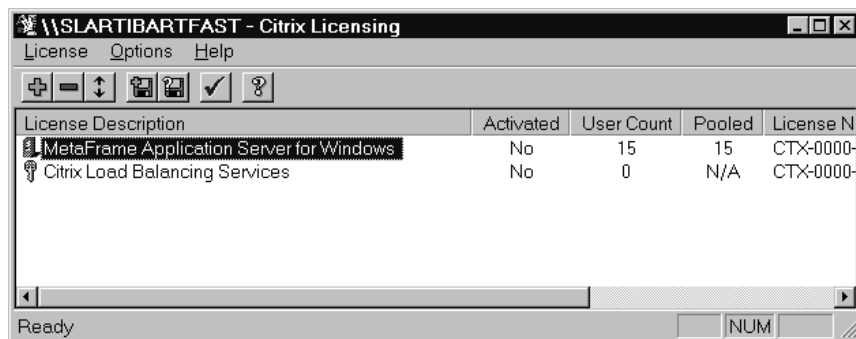 \\SLARTIBARTFAST - Citrix Licensing
License Options Help
License Description Activated User Count Pooled License N
MetaFrame Application Server for Windows No 15 15 CTX-0000-
Citrix Load Balancing Services No 0 N/A CTX-0000-
Ready NUM